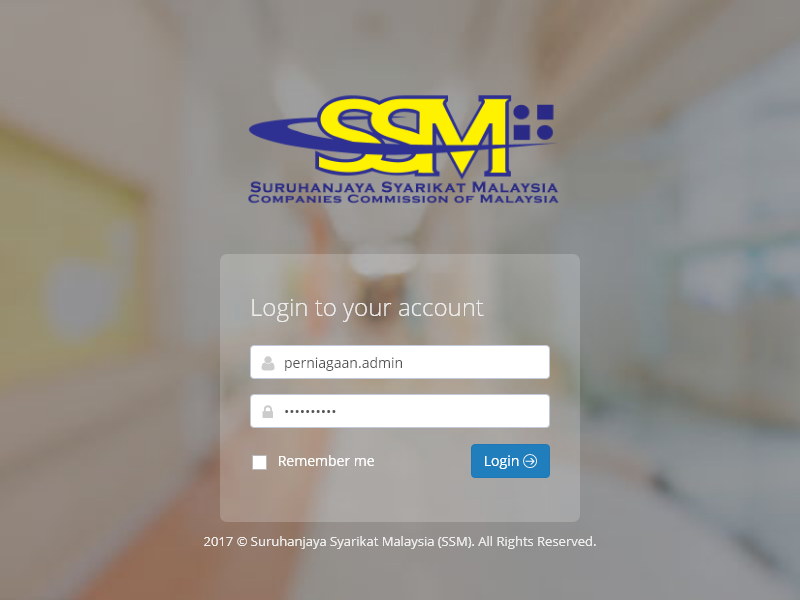 SSM
SURUHANJAYA SYARIKAT MALAYSIA
COMPANIES COMMISSION OF MALAYSIA
Login to your account
perniagaan.admin
••••••••••
Remember me
Login
2017 © Suruhanjaya Syarikat Malaysia (SSM). All Rights Reserved.